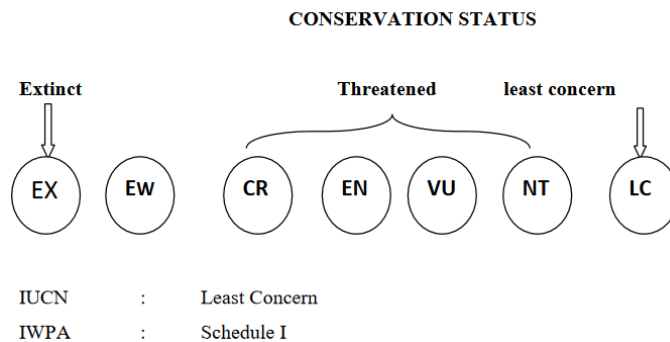 CONSERVATION STATUS
Extinct Threatened least concern
EX Ew CR EN VU NT LC
IUCN : Least Concern
IWPA : Schedule I